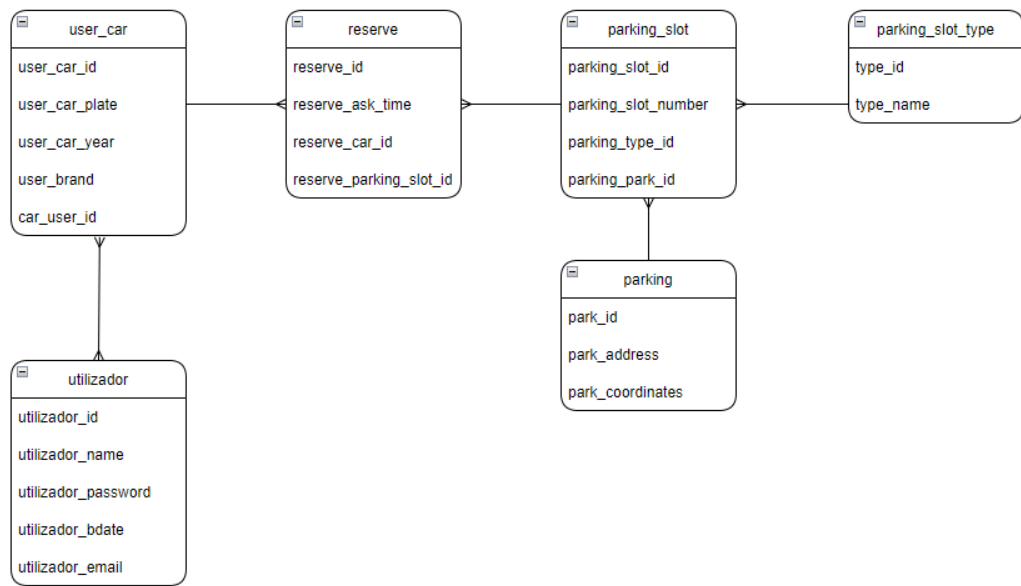 user_car
user_car_id
user_car_plate
user_car_year
user_brand
car_user_id
reserve
reserve_id
reserve_ask_time
reserve_car_id
reserve_parking_slot_id
parking_slot
parking_slot_id
parking_slot_number
parking_type_id
parking_park_id
parking_slot_type
type_id
type_name
parking
park_id
park_address
park_coordinates
utilizador
utilizador_id
utilizador_name
utilizador_password
utilizador_bdate
utilizador_email